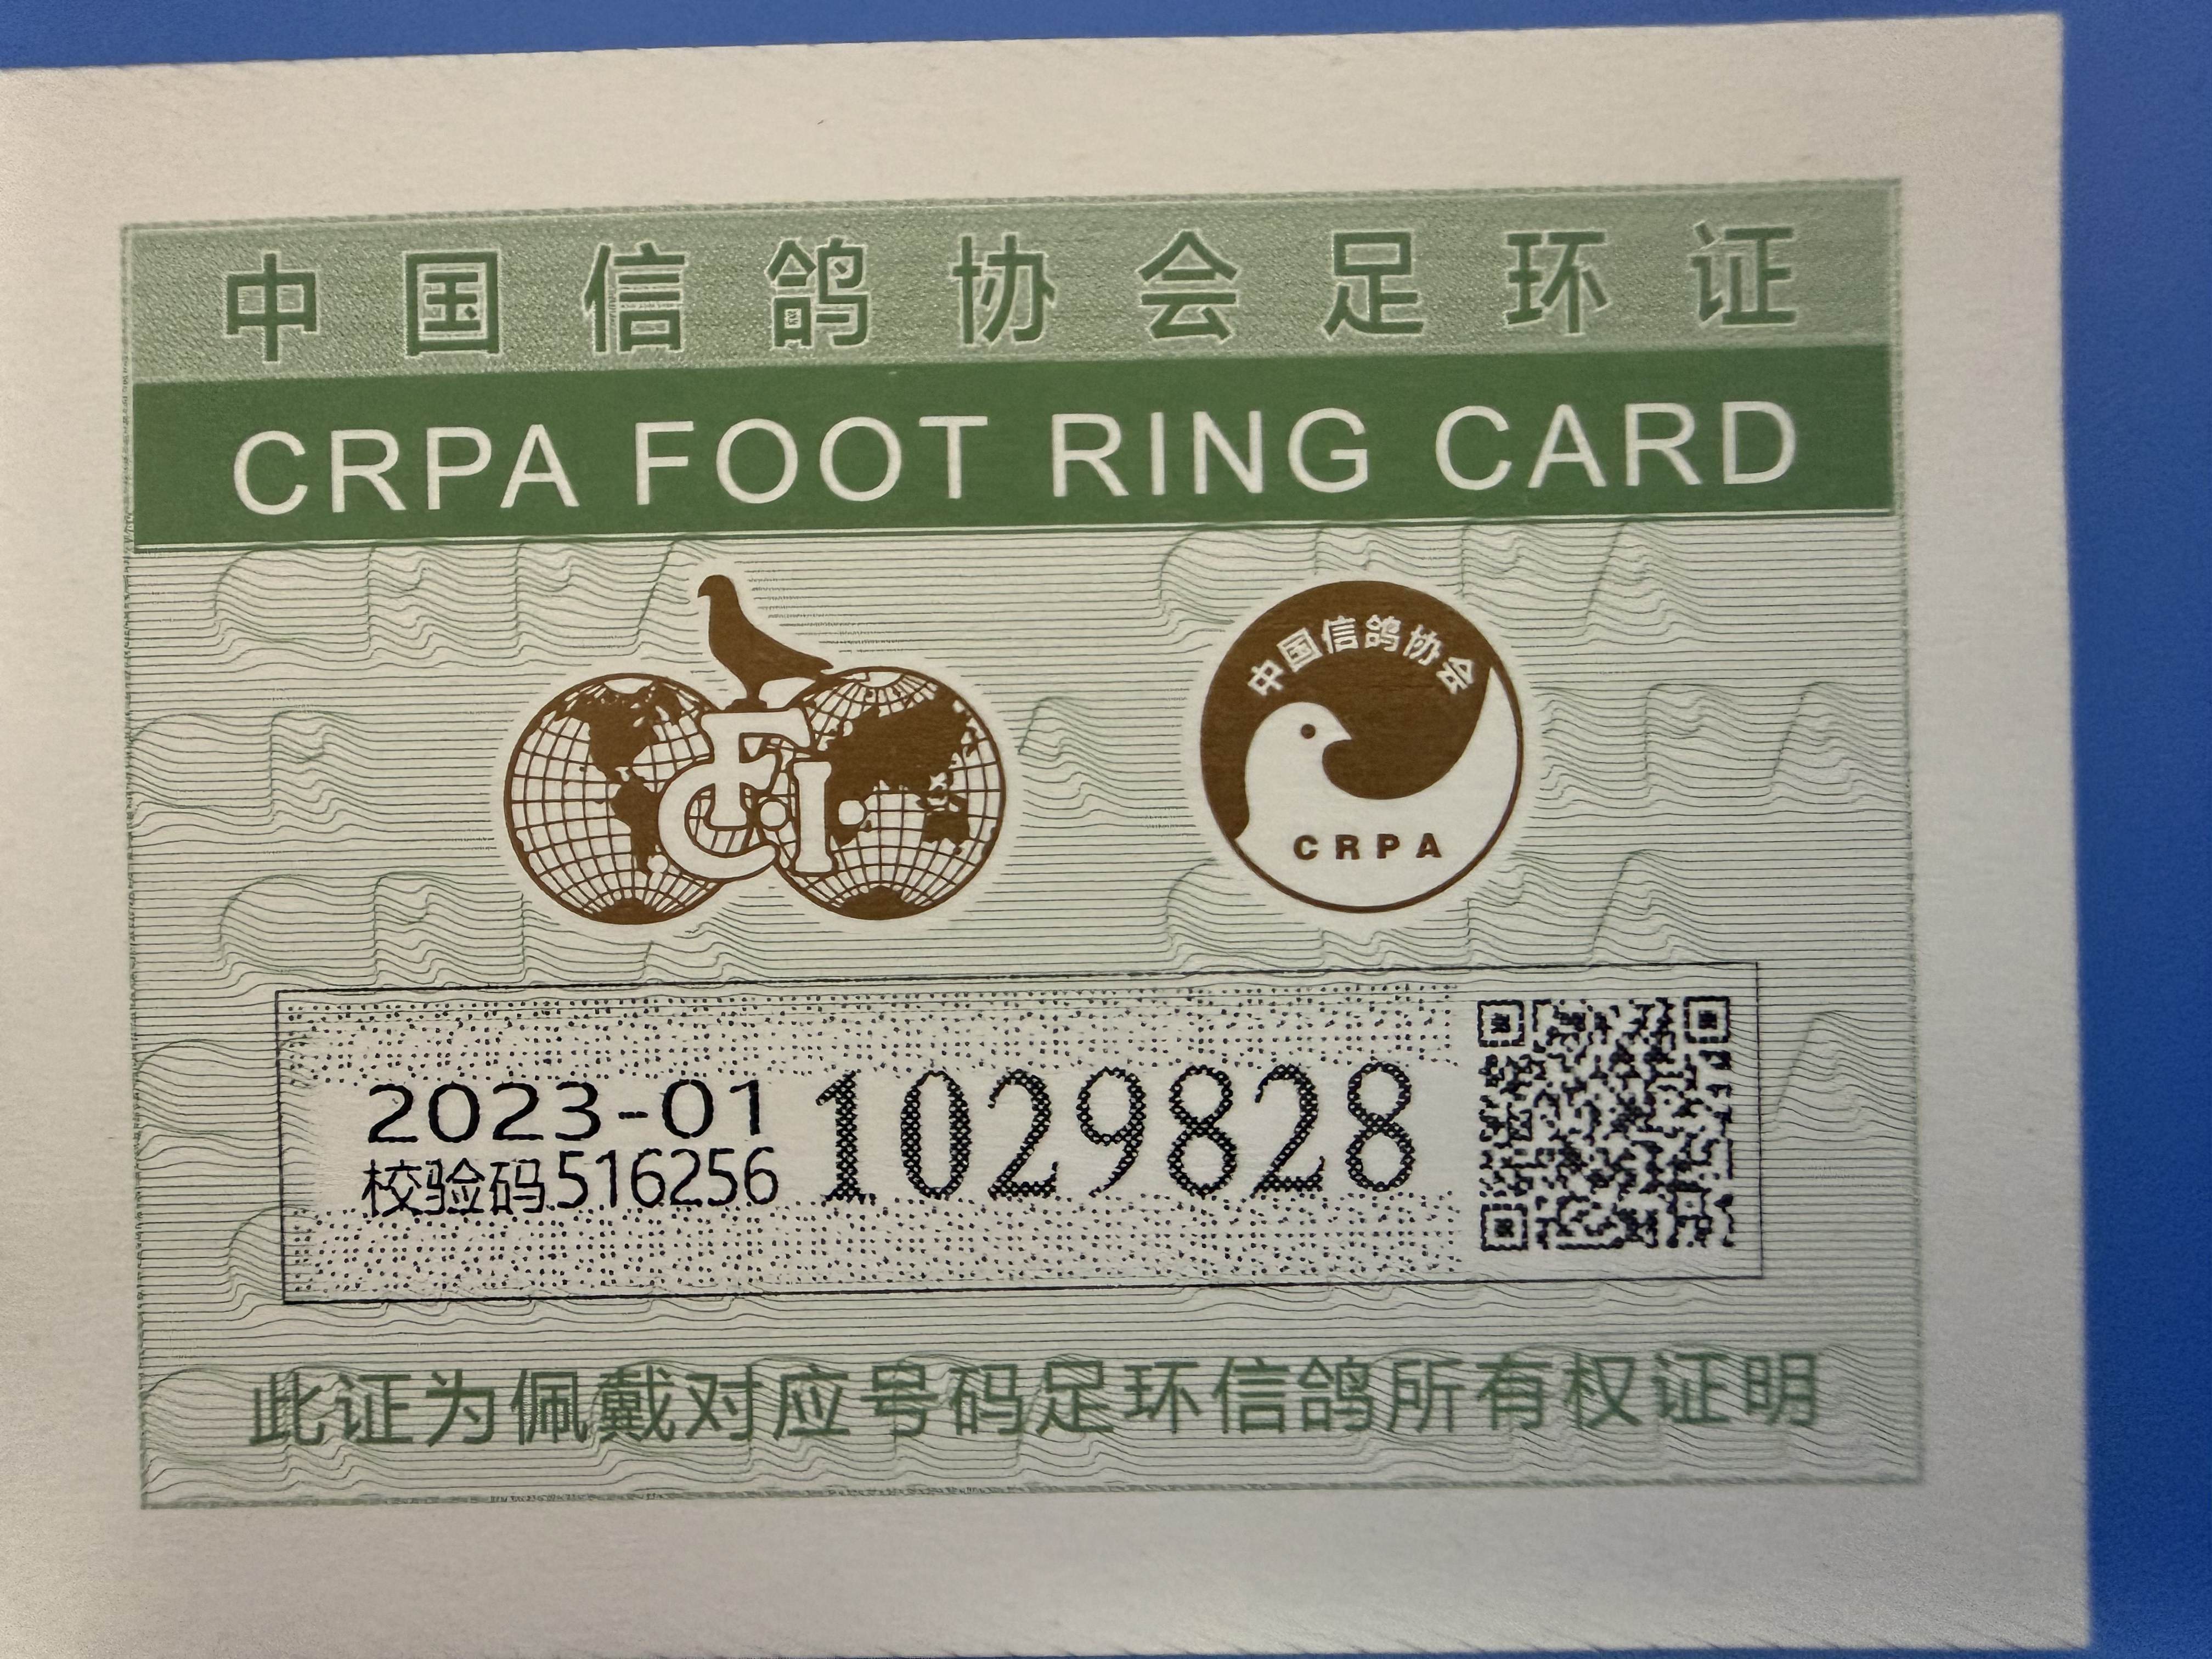 中国信鸽协会足环证
CRPA FOOT RING CARD
F.C.I.
中国信鸽协会
CRPA
2023-01 1029828
校验码516256
此证为佩戴对应号码足环信鸽所有权证明